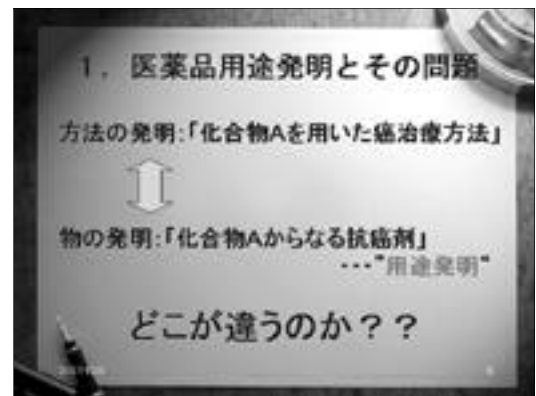 1．医薬品用途発明とその問題
方法の発明:「化合物Aを用いた癌治療方法」
物の発明:「化合物Aからなる抗癌剤」
･･･"用途発明"
どこが違うのか？？